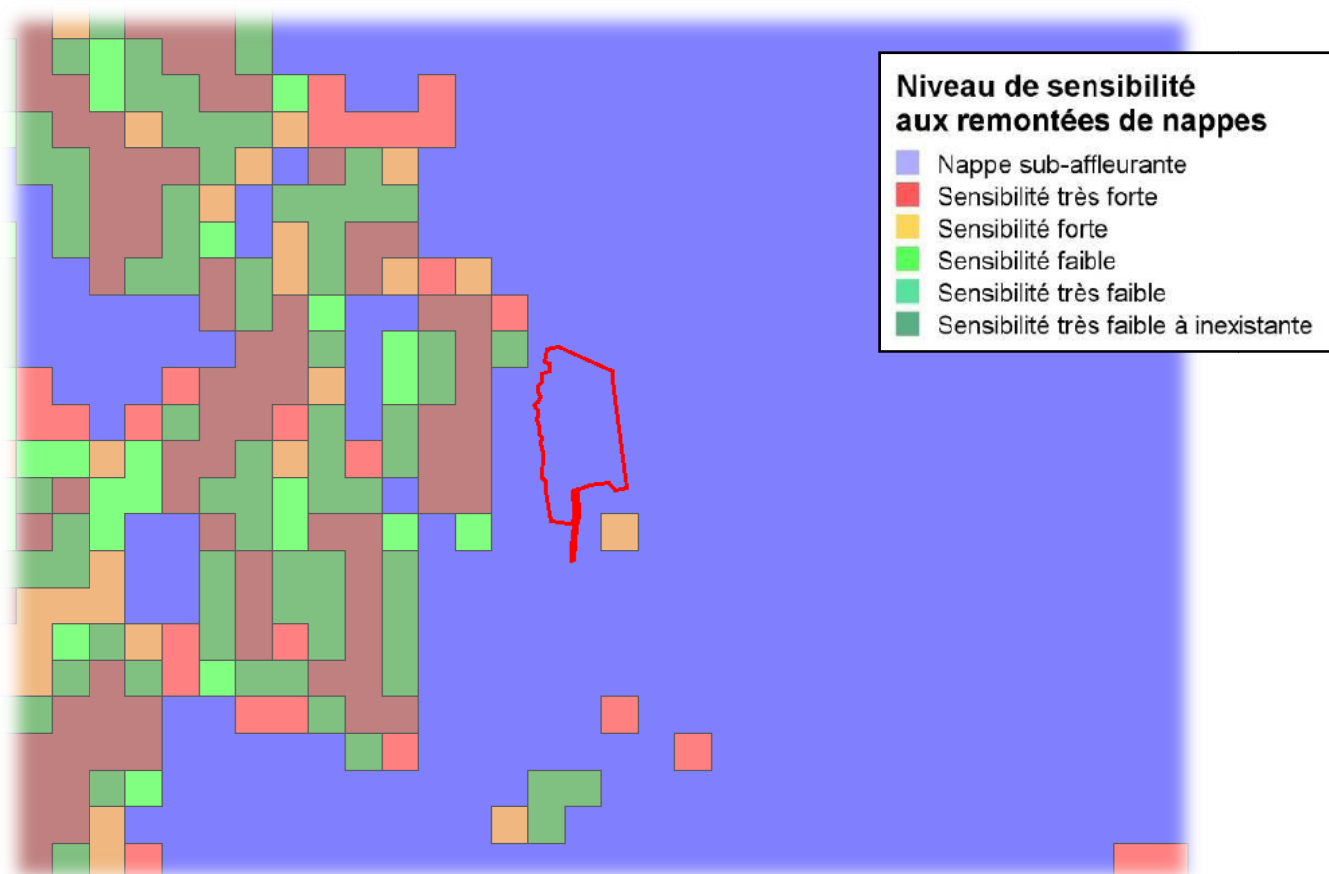 Niveau de sensibilité
aux remontées de nappes
Nappe sub-affleurante
Sensibilité très forte
Sensibilité forte
Sensibilité faible
Sensibilité très faible
Sensibilité très faible à inexistante